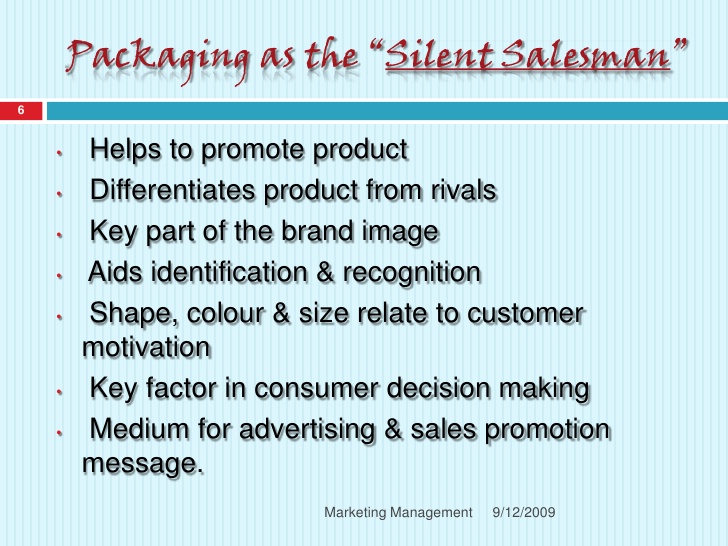 Packaging as the “Silent Salesman”
6
• Helps to promote product
• Differentiates product from rivals
• Key part of the brand image
• Aids identification & recognition
• Shape, colour & size relate to customer
motivation
• Key factor in consumer decision making
• Medium for advertising & sales promotion
message.
Marketing Management 9/12/2009